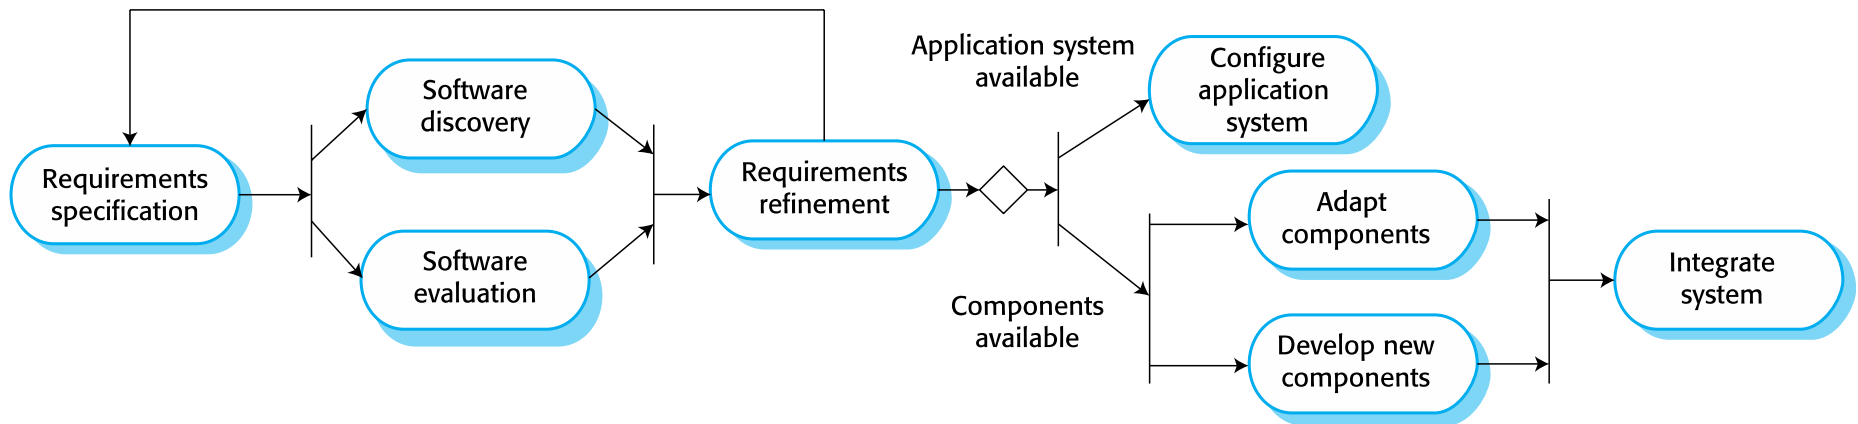 Requirements
specification
Software
discovery
Software
evaluation
Requirements
refinement
Application system
available
Configure
application
system
Components
available
Adapt
components
Develop new
components
Integrate
system